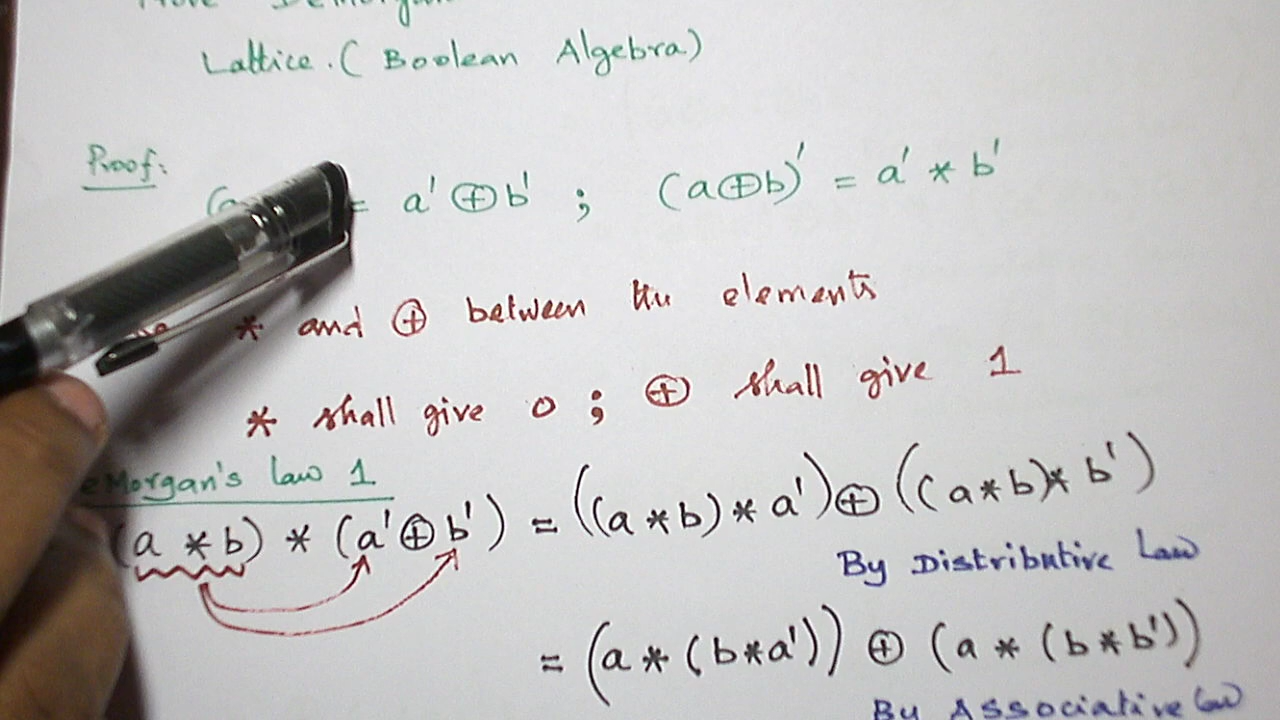 Lattice. ( Boolean Algebra)
Proof:
= a' ⊕ b' ; (a⊕b)' = a' * b'
* and ⊕ between the elements
* shall give 0 ; ⊕ shall give 1
eMorgan's law 1
(a * b) * (a' ⊕ b') = ((a * b) * a') ⊕ ((a * b) * b')
By Distributive Law
= (a * (b * a')) ⊕ (a * (b * b'))
By Associative law